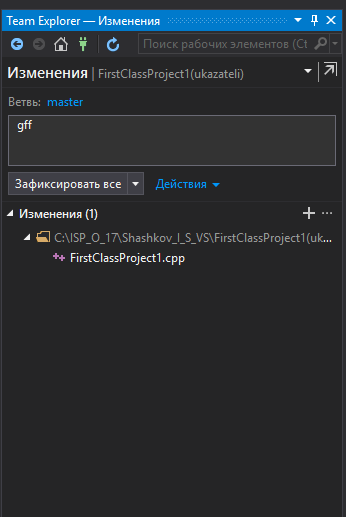 Team Explorer — Изменения
Поиск рабочих элементов (Ct
Изменения | FirstClassProject1(ukazateli)
Ветвь: master
gff
Зафиксировать все Действия
Изменения (1)
C:\ISP_O_17\Shashkov_I_S_VS\FirstClassProject1(uk...
FirstClassProject1.cpp